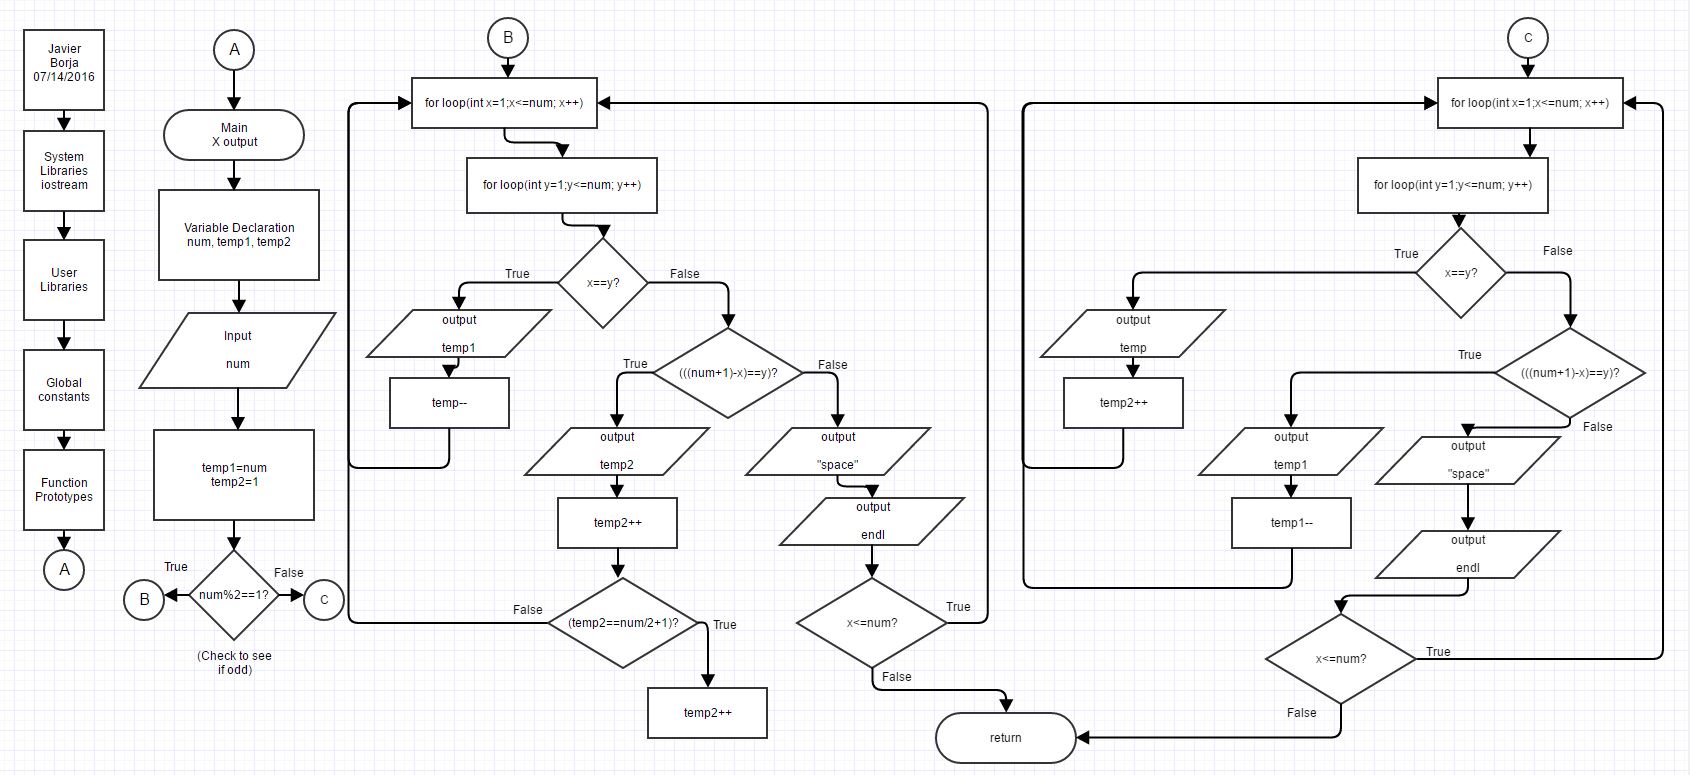 Javier
Borja
07/14/2016
System
Libraries
iostream
User
Libraries
Global
constants
Function
Prototypes
A
A
Main
X output
Variable Declaration
num, temp1, temp2
Input
num
temp1=num
temp2=1
num%2==1?
True
False
B
C
(Check to see
if odd)
B
for loop(int x=1;x<=num; x++)
for loop(int y=1;y<=num; y++)
x==y?
True
False
output
temp1
temp--
(((num+1)-x)==y)?
True
False
output
temp2
temp2++
(temp2==num/2+1)?
False
True
temp2++
output
"space"
output
endl
x<=num?
True
False
return
C
for loop(int x=1;x<=num; x++)
for loop(int y=1;y<=num; y++)
x==y?
True
False
output
temp
temp2++
(((num+1)-x)==y)?
True
False
output
temp1
temp1--
output
"space"
output
endl
x<=num?
True
False